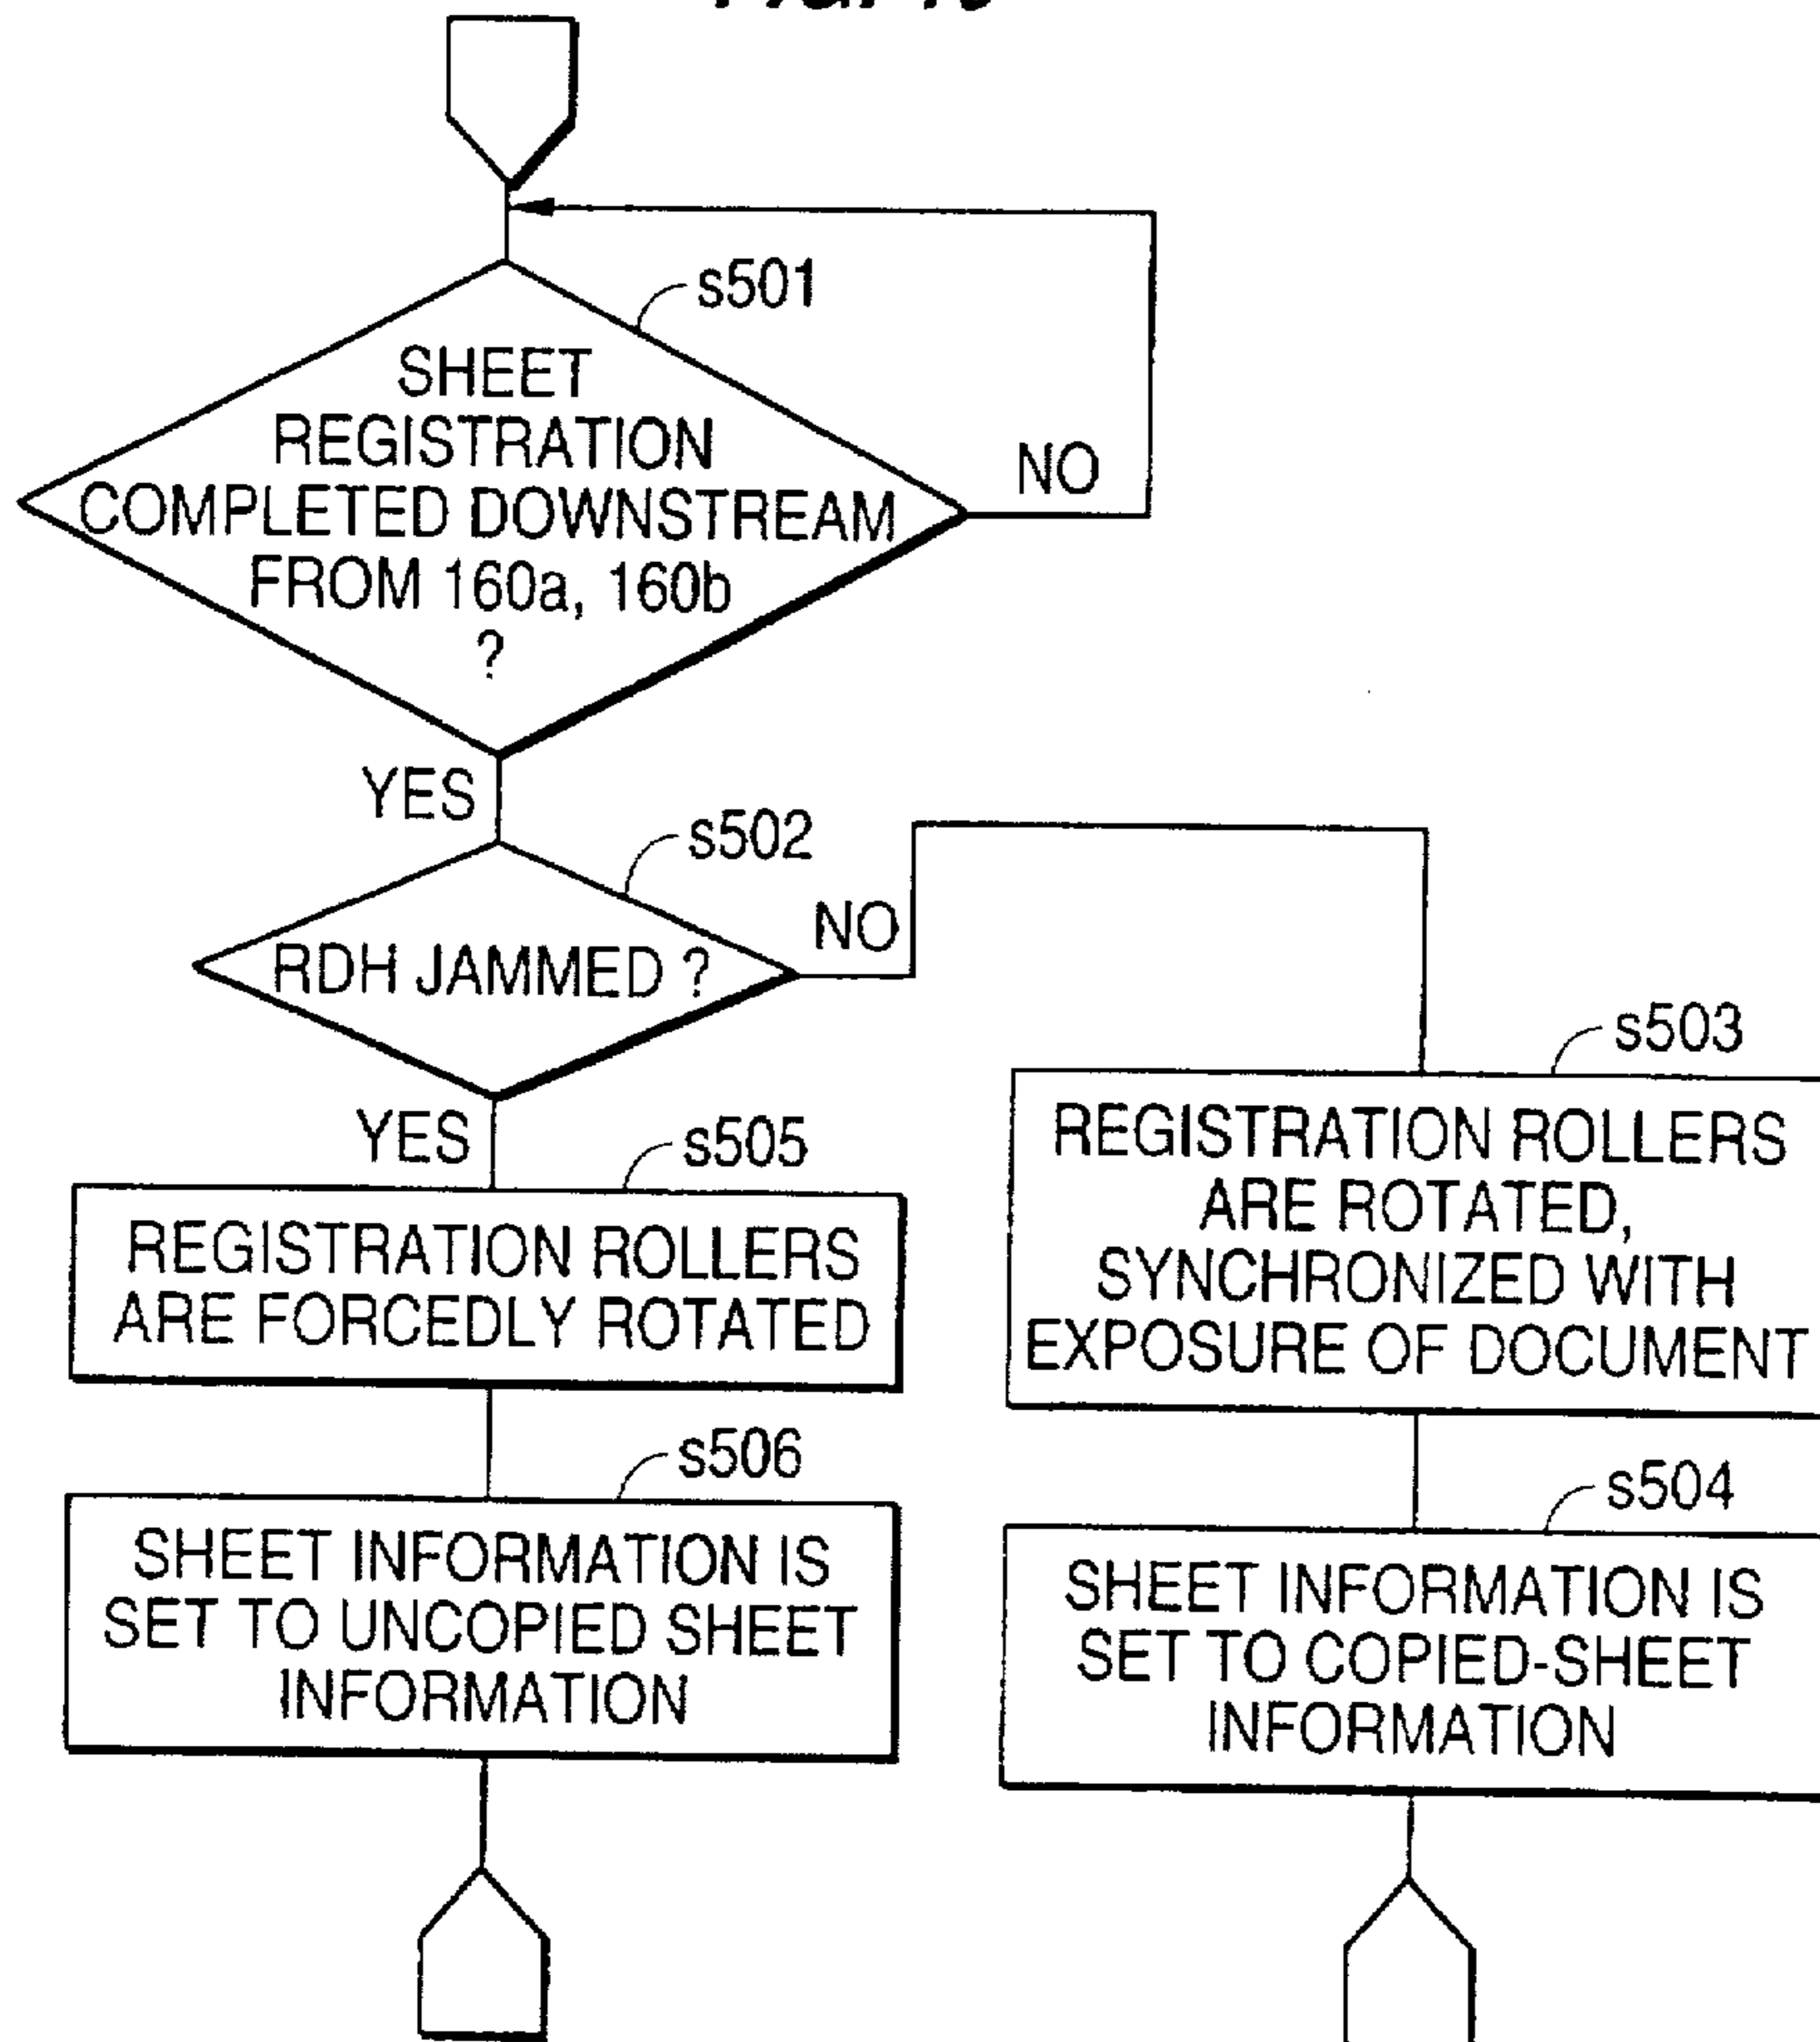 s501
SHEET
REGISTRATION
COMPLETED DOWNSTREAM
FROM 160a, 160b
?
NO
YES
s502
RDH JAMMED ?
NO
YES
s503
REGISTRATION ROLLERS
ARE ROTATED,
SYNCHRONIZED WITH
EXPOSURE OF DOCUMENT
s505
REGISTRATION ROLLERS
ARE FORCEDLY ROTATED
s506
SHEET INFORMATION IS
SET TO UNCOPIED SHEET
INFORMATION
s504
SHEET INFORMATION IS
SET TO COPIED-SHEET
INFORMATION